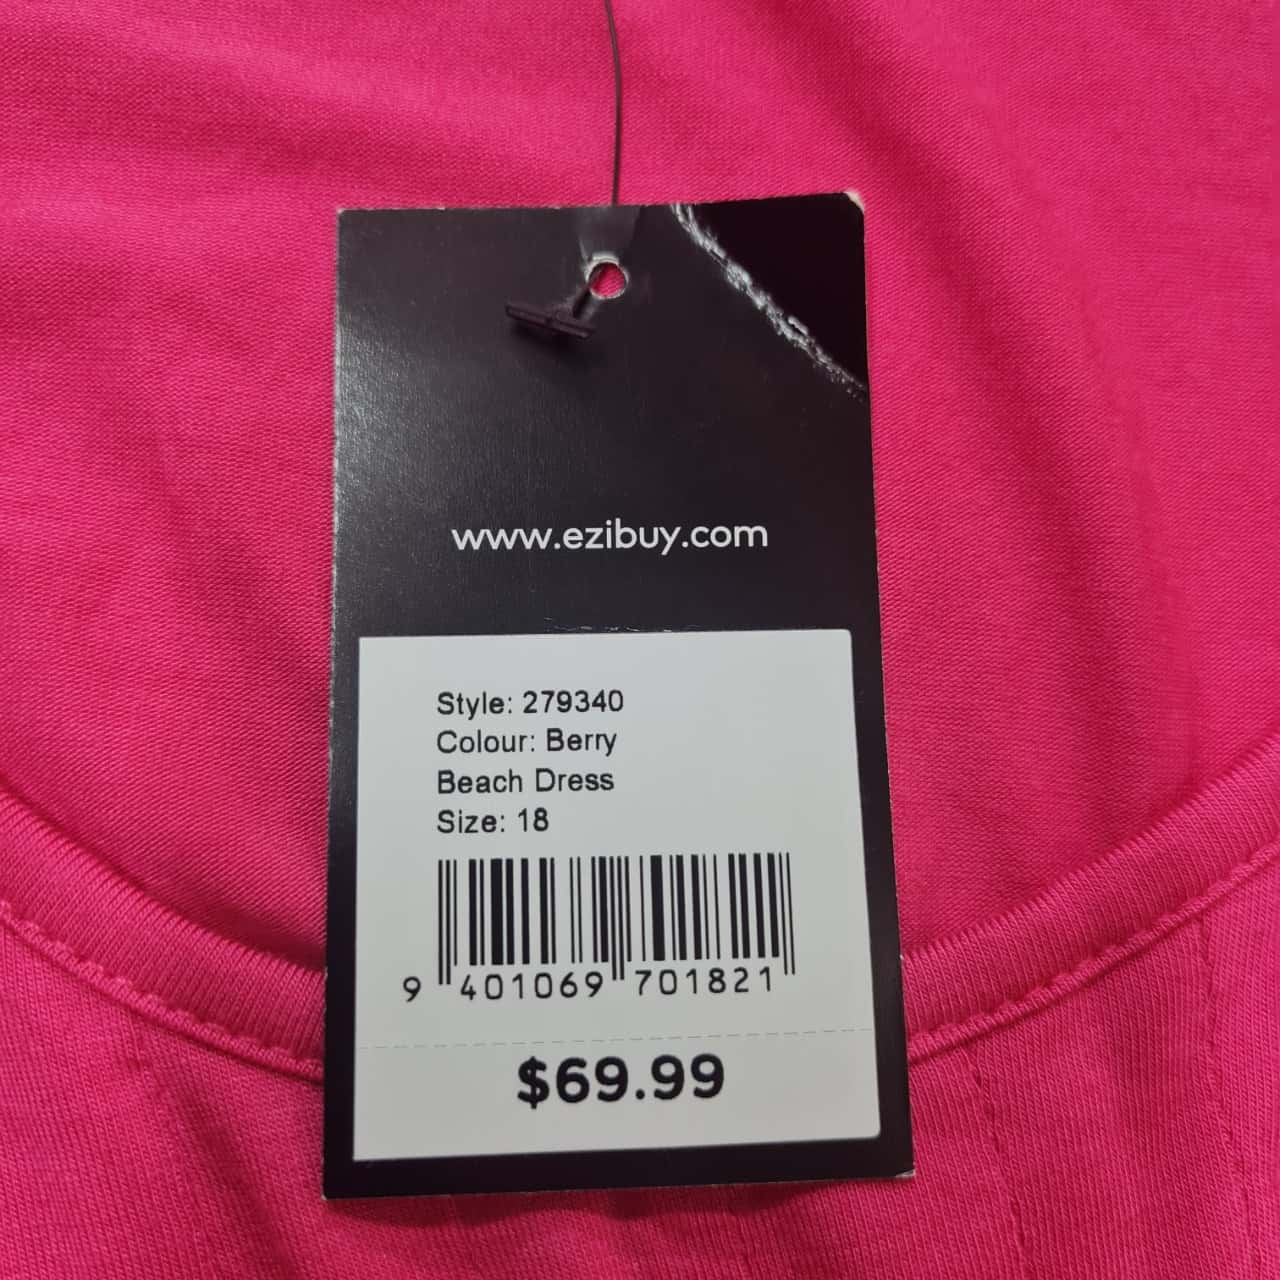 www.ezibuy.com
Style: 279340
Colour: Berry
Beach Dress
Size: 18
9 401069 701821
$69.99